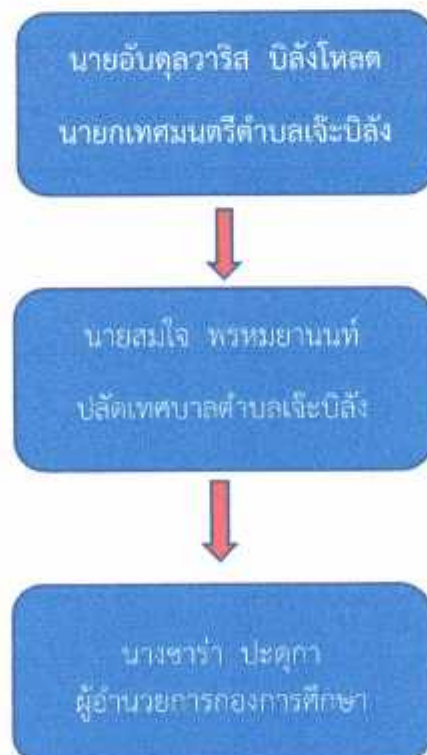 นายอับดุลวาริส บิลังโหลด
นายกเทศมนตรีตำบลเจ๊ะบิลัง
นายสมใจ พรหมยานนท์
ปลัดเทศบาลตำบลเจ๊ะบิลัง
นางซาร่า ปะดุกา
ผู้อำนวยการกองการศึกษา